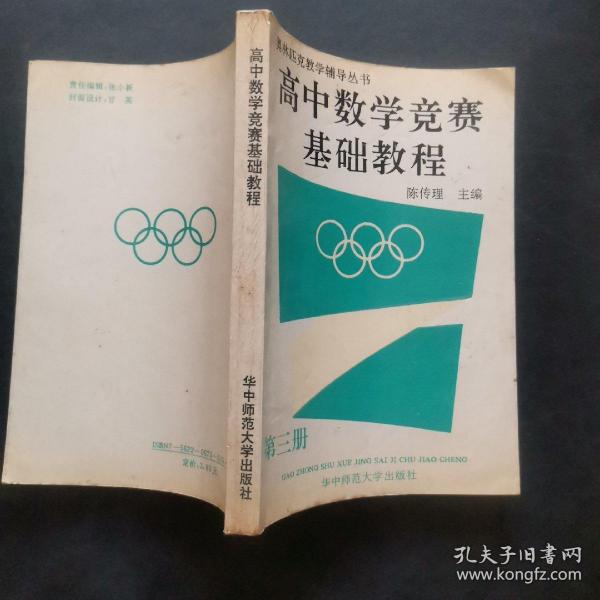 奥林匹克数学辅导丛书
高中数学竞赛
基础教程
陈传理 主编
第三册
GAO ZHONG SHU XUE JING SAI JI CHU JIAO CHENG
华中师范大学出版社
高中数学竞赛基础教程
华中师范大学出版社
责任编辑:张小新
封面设计:甘英
定价:
孔夫子旧书网
www.kongfz.com